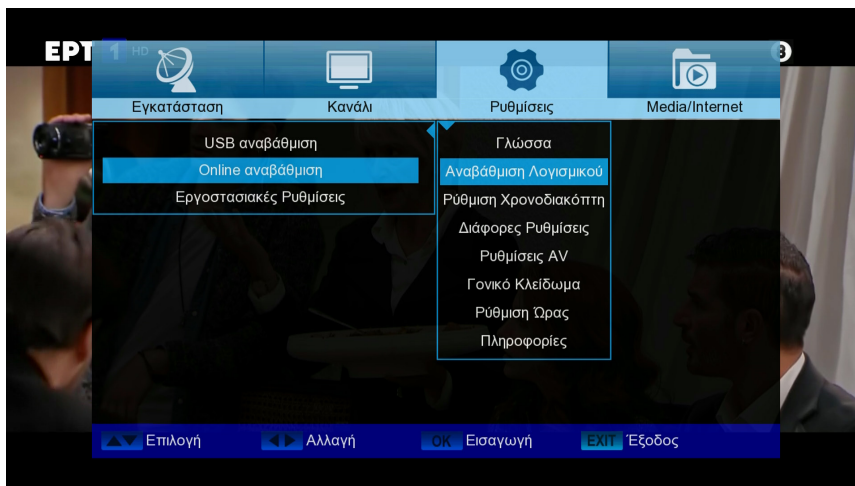 ΕΡΤ 1 HD
Εγκατάσταση
Κανάλι
Ρυθμίσεις
Media/Internet
USB αναβάθμιση
Online αναβάθμιση
Εργοστασιακές Ρυθμίσεις
Γλώσσα
Αναβάθμιση Λογισμικού
Ρύθμιση Χρονοδιακόπτη
Διάφορες Ρυθμίσεις
Ρυθμίσεις AV
Γονικό Κλείδωμα
Ρύθμιση Ώρας
Πληροφορίες
Επιλογή
Αλλαγή
OK Εισαγωγή
EXIT Έξοδος